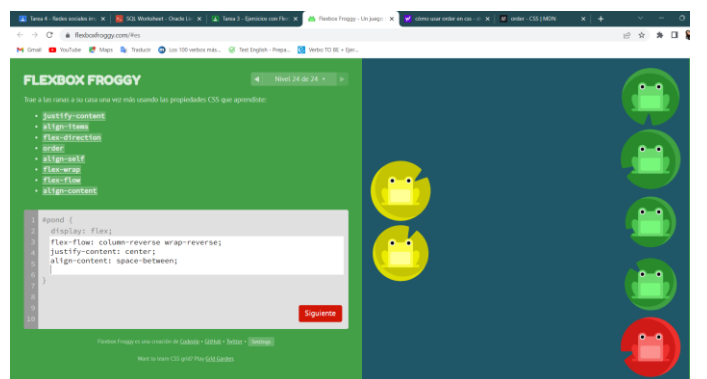 Tarea 4 - Redes sociales im
SQL Worksheet - Oracle Li
Tarea 3 - Ejercicios con Fle
Flexbox Froggy - Un juego
cómo usar order en css
order - CSS | MDN
flexboxfroggy.com/#es
Gmail
YouTube
Maps
Traducir
Los 100 verbos mas...
Test English - Prepa...
Verbo TO BE + Ejer...
FLEXBOX FROGGY
Nivel 24 de 24
Trae a las ranas a su casa una vez más usando las propiedades CSS que aprendiste:
• justify-content
• align-items
• flex-direction
• order
• align-self
• flex-wrap
• flex-flow
• align-content
1 #pond {
2 display: flex;
3 flex-flow: column-reverse wrap-reverse;
4 justify-content: center;
5 align-content: space-between;
6
7 }
8
9
10
Siguiente
Flexbox Froggy es una creación de Codepip • GitHub • Twitter • Settings
Want to learn CSS grid? Play Grid Garden.